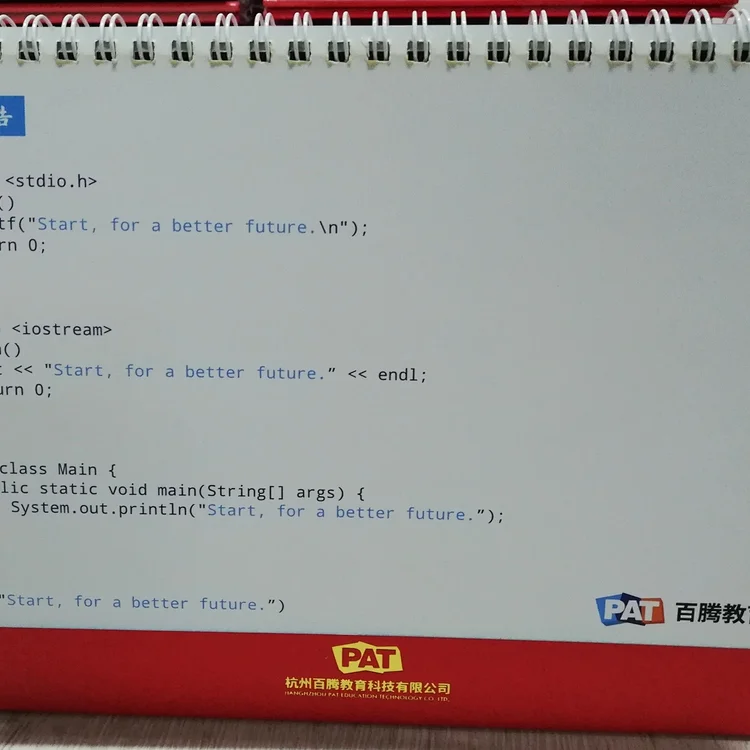 告
<stdio.h>
()
tf("Start, for a better future.\n");
rn 0;
<iostream>
()
<< "Start, for a better future.” << endl;
urn 0;
class Main {
lic static void main(String[] args) {
System.out.println("Start, for a better future.”);
"Start, for a better future.”)
PAT 百腾教育
PAT
杭州百腾教育科技有限公司
HANGZHOU PAT EDUCATION TECHNOLOGY CO. LTD.